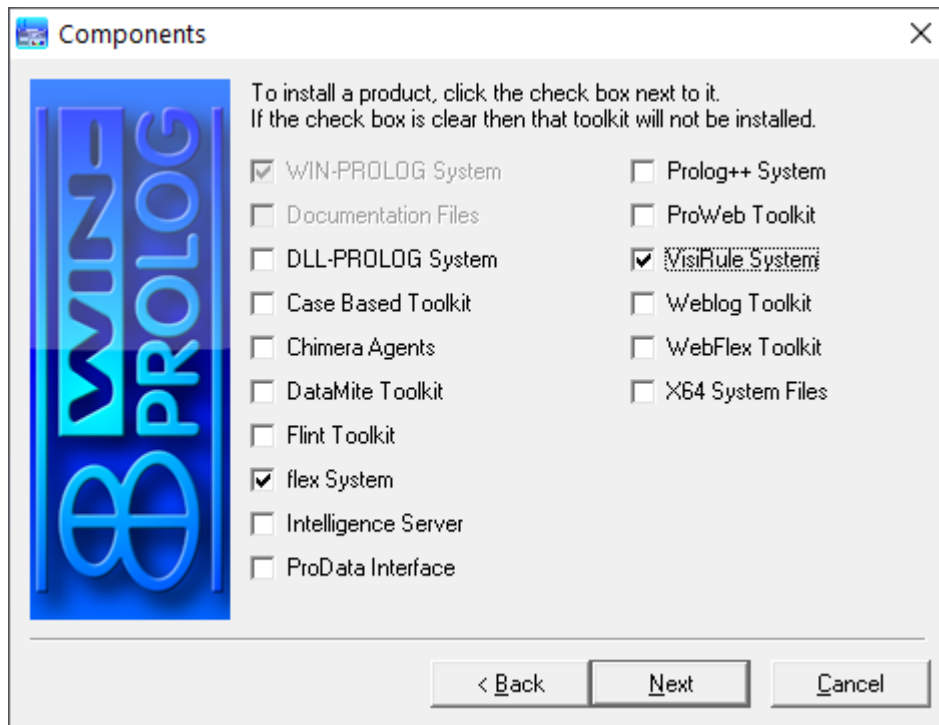 Components
To install a product, click the check box next to it.
If the check box is clear then that toolkit will not be installed.
WIN-PROLOG System
Documentation Files
DLL-PROLOG System
Case Based Toolkit
Chimera Agents
DataMite Toolkit
Flint Toolkit
flex System
Intelligence Server
ProData Interface
Prolog++ System
ProWeb Toolkit
VisiRule System
Weblog Toolkit
WebFlex Toolkit
X64 System Files
WIN-
PROLOG
8
< Back
Next
Cancel